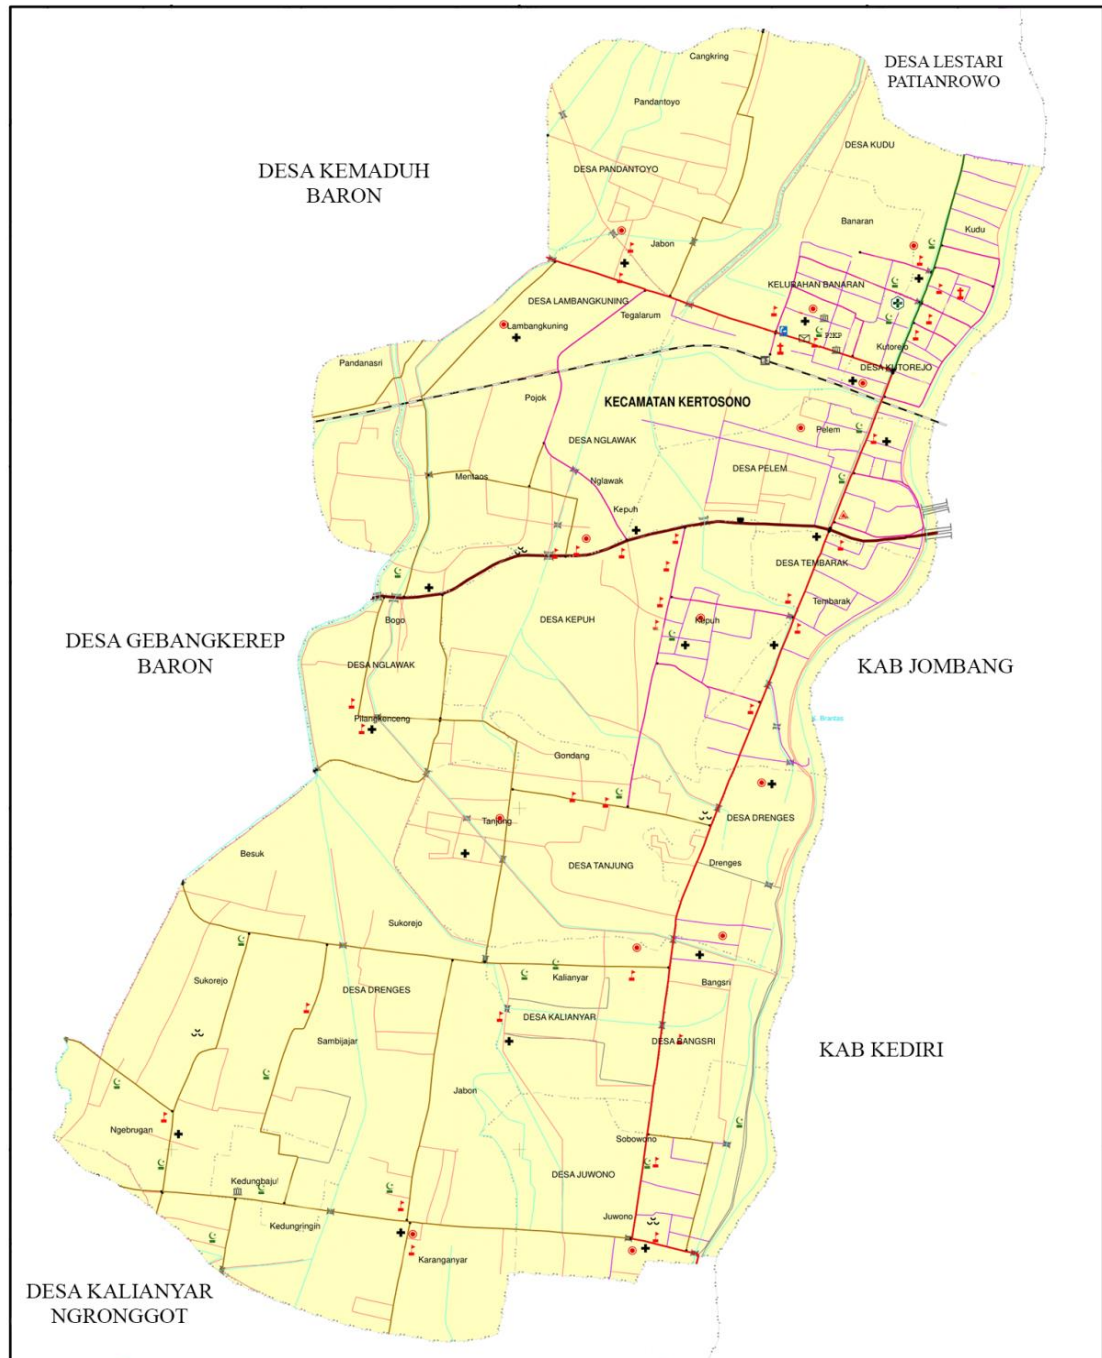 Cangkring
DESA LESTARI
PATIANROWO
Pandantoyo
DESA KUDU
DESA KEMADUH
BARON
DESA PANDANTOYO
Banaran
Kudu
Jabon
KELURAHAN BANARAN
DESA LAMBANGKUNING
Tegalarum
Lambangkuning
Kutorejo
Pandanasri
DESA KUTOREJO
Pojok
KECAMATAN KERTOSONO
Pelem
DESA NGLAWAK
DESA PELEM
Mentaos
Nglawak
Kepuh
DESA TEMBARAK
Tembarak
Bogo
DESA KEPUH
Kepuh
DESA GEBANGKEREP
BARON
DESA NGLAWAK
KAB JOMBANG
Pilangkenceng
S. Brantas
Gondang
Tanjong
DESA DRENGES
Besuk
DESA TANJUNG
Drenges
Sukorejo
Sukorejo
Kalianyar
Bangsri
DESA DRENGES
DESA KALIANYAR
Sambijajar
DESA BANGSRI
KAB KEDIRI
Jabon
Ngebrugan
Sobowono
Kedungbajul
DESA JUWONO
Kedungringin
Juwono
Karanganyar
DESA KALIANYAR
NGRONGGOT